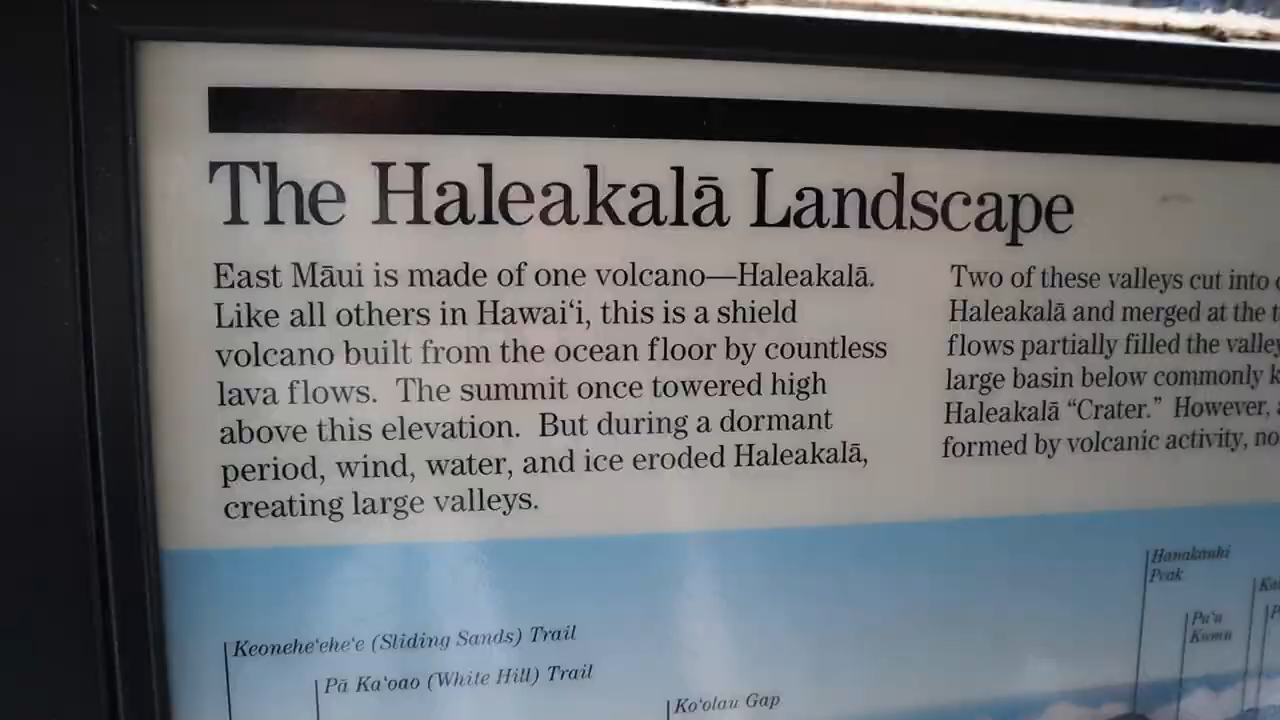 The Haleakalā Landscape
East Māui is made of one volcano—Haleakalā.
Like all others in Hawai‘i, this is a shield
volcano built from the ocean floor by countless
lava flows.  The summit once towered high
above this elevation.  But during a dormant
period, wind, water, and ice eroded Haleakalā,
creating large valleys.
Two of these valleys cut into
Haleakalā and merged at the
flows partially filled the
large basin below commonly
Haleakalā “Crater.”  However,
formed by volcanic activity,
Hanakauhi
Peak
Pu‘u
Kumu
Keonehe‘ehe‘e (Sliding Sands) Trail
Pā Ka‘oao (White Hill) Trail
Ko‘olau Gap